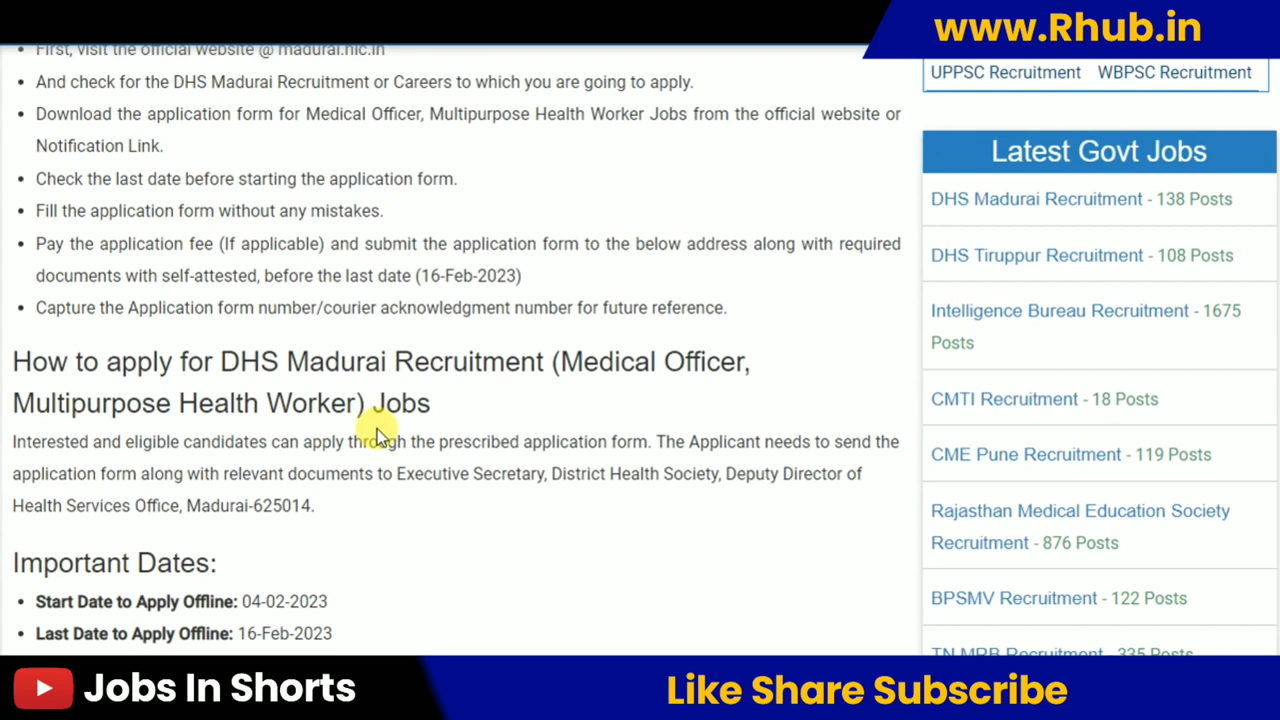 www.Rhub.in
First, visit the official website @ madurai.nic.in
And check for the DHS Madurai Recruitment or Careers to which you are going to apply.
Download the application form for Medical Officer, Multipurpose Health Worker Jobs from the official website or
Notification Link.
Check the last date before starting the application form.
Fill the application form without any mistakes.
Pay the application fee (If applicable) and submit the application form to the below address along with required
documents with self-attested, before the last date (16-Feb-2023)
Capture the Application form number/courier acknowledgment number for future reference.
How to apply for DHS Madurai Recruitment (Medical Officer,
Multipurpose Health Worker) Jobs
Interested and eligible candidates can apply through the prescribed application form. The Applicant needs to send the
application form along with relevant documents to Executive Secretary, District Health Society, Deputy Director of
Health Services Office, Madurai-625014.
Important Dates:
Start Date to Apply Offline: 04-02-2023
Last Date to Apply Offline: 16-Feb-2023
UPPSC Recruitment WBPSC Recruitment
Latest Govt Jobs
DHS Madurai Recruitment - 138 Posts
DHS Tiruppur Recruitment - 108 Posts
Intelligence Bureau Recruitment - 1675
Posts
CMTI Recruitment - 18 Posts
CME Pune Recruitment - 119 Posts
Rajasthan Medical Education Society
Recruitment - 876 Posts
BPSMV Recruitment - 122 Posts
TN MRB Recruitment - 335 Posts
Jobs In Shorts
Like Share Subscribe